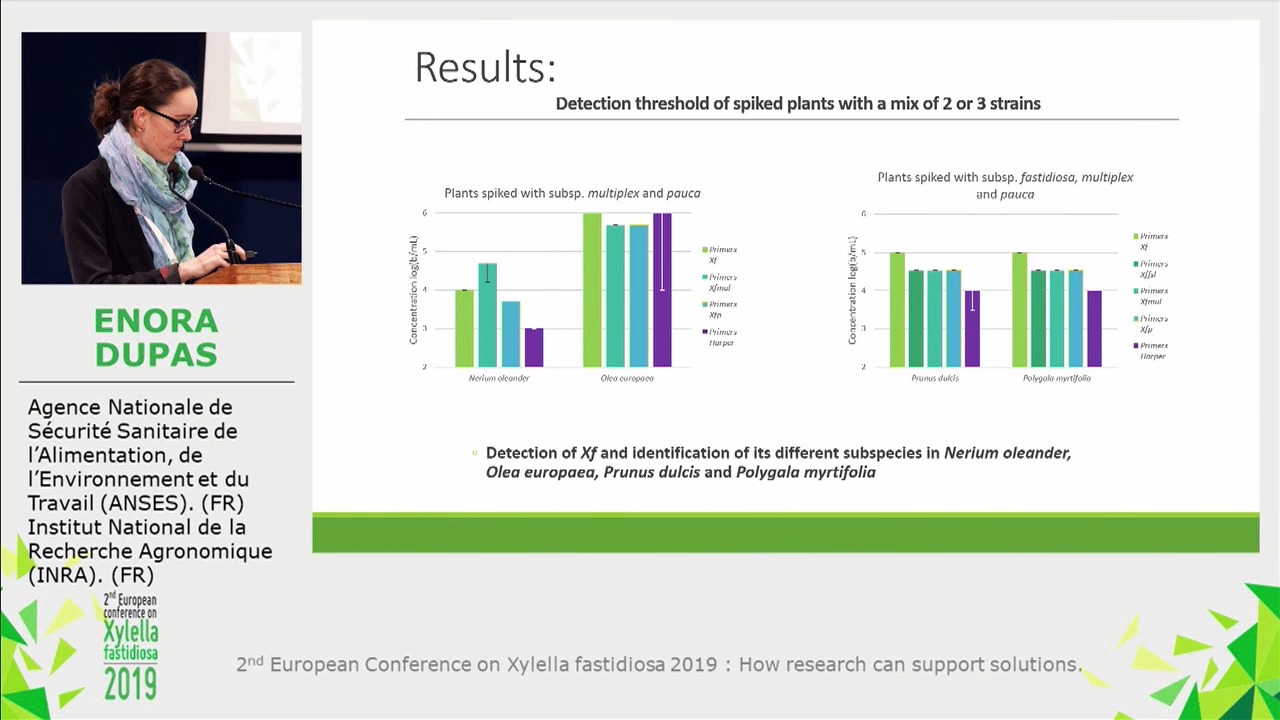 Results:
Detection threshold of spiked plants with a mix of 2 or 3 strains
Plants spiked with subsp. multiplex and pauca
Concentration log(b/mL)
6
5
4
3
2
Nerium oleander
Olea europaea
Primers
Xf
Primers
Xfmul
Primers
Xfp
Primers
Harper
Plants spiked with subsp. fastidiosa, multiplex
and pauca
Concentration log(b/mL)
6
5
4
3
2
Prunus dulcis
Polygala myrtifolia
Primers
Xf
Primers
Xffsl
Primers
Xfmul
Primers
Xfp
Primers
Harper
Detection of Xf and identification of its different subspecies in Nerium oleander,
Olea europaea, Prunus dulcis and Polygala myrtifolia
ENORA
DUPAS
Agence Nationale de
Sécurité Sanitaire de
l'Alimentation, de
l'Environnement et du
Travail (ANSES). (FR)
Institut National de la
Recherche Agronomique
(INRA). (FR)
2nd European
conference on
Xylella
fastidiosa
2019
2nd European Conference on Xylella fastidiosa 2019 : How research can support solutions.